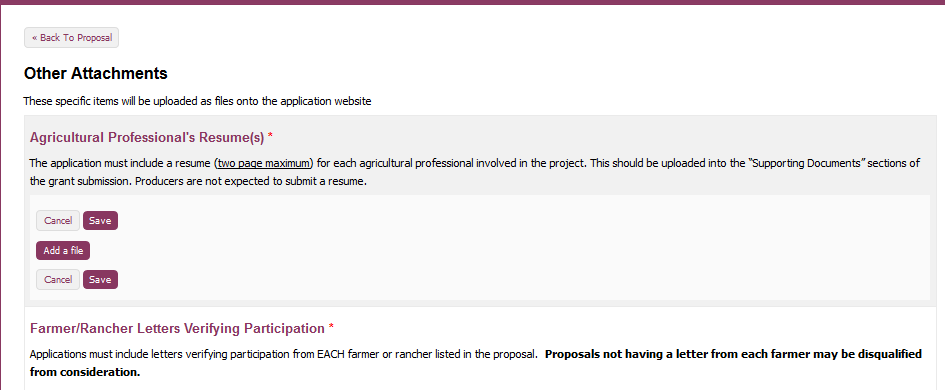 « Back To Proposal
Other Attachments
These specific items will be uploaded as files onto the application website
Agricultural Professional's Resume(s) *
The application must include a resume (two page maximum) for each agricultural professional involved in the project. This should be uploaded into the “Supporting Documents” sections of
the grant submission. Producers are not expected to submit a resume.
Cancel Save
Add a file
Cancel Save
Farmer/Rancher Letters Verifying Participation *
Applications must include letters verifying participation from EACH farmer or rancher listed in the proposal. Proposals not having a letter from each farmer may be disqualified
from consideration.